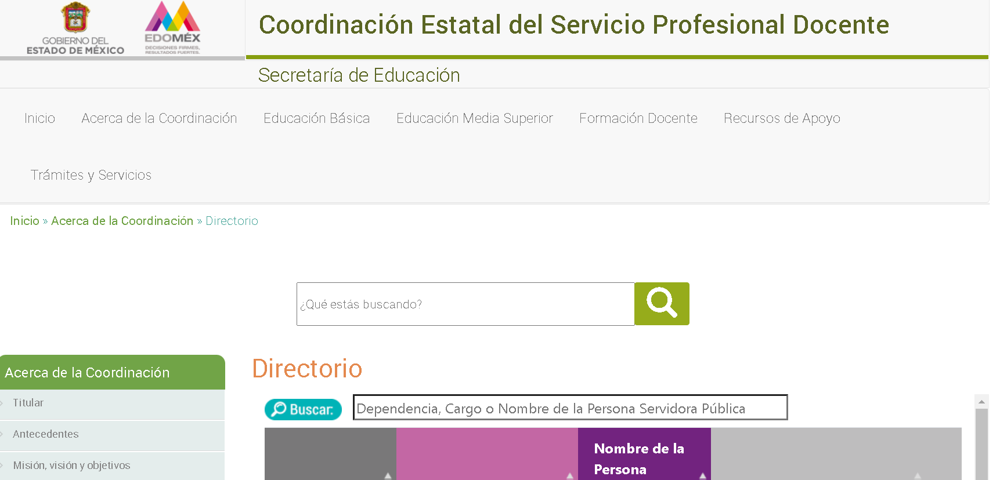 GOBIERNO DEL
ESTADO DE MÉXICO
EDOMÉX
DECISIONES FIRMES,
RESULTADOS FUERTES.
Coordinación Estatal del Servicio Profesional Docente
Secretaría de Educación
Inicio Acerca de la Coordinación Educación Básica Educación Media Superior Formación Docente Recursos de Apoyo
Trámites y Servicios
Inicio » Acerca de la Coordinación » Directorio
¿Qué estás buscando?
Acerca de la Coordinación
Titular
Antecedentes
Misión, visión y objetivos
Directorio
Buscar:
Dependencia, Cargo o Nombre de la Persona Servidora Pública
Nombre de la
Persona